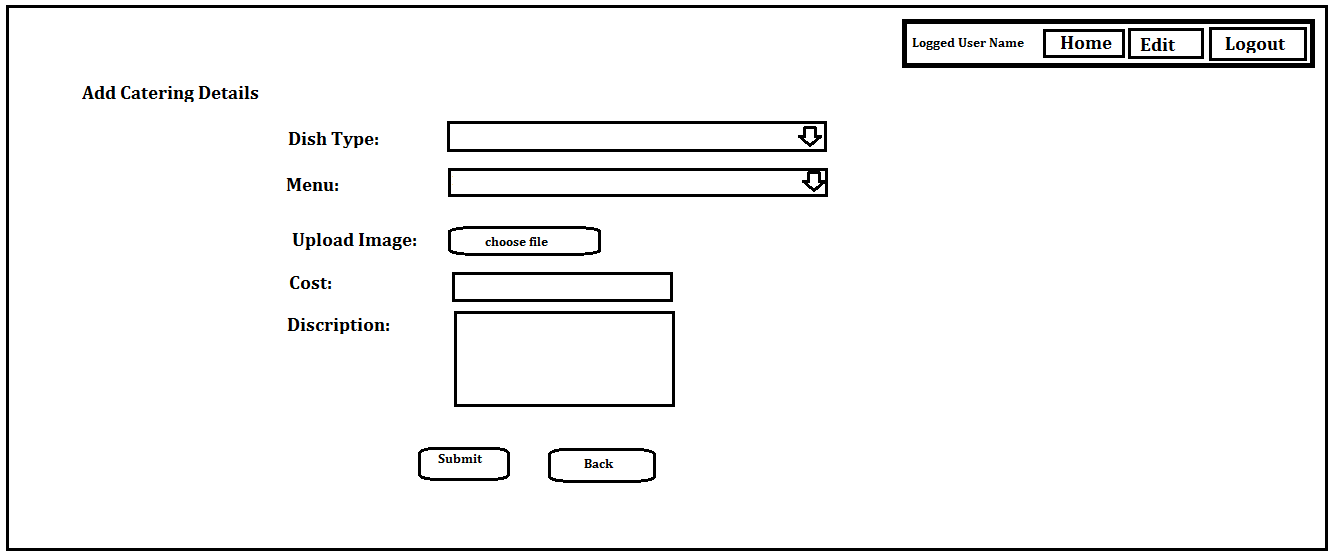 Logged User Name Home Edit Logout
Add Catering Details
Dish Type:
Menu:
Upload Image: choose file
Cost:
Discription:
Submit Back